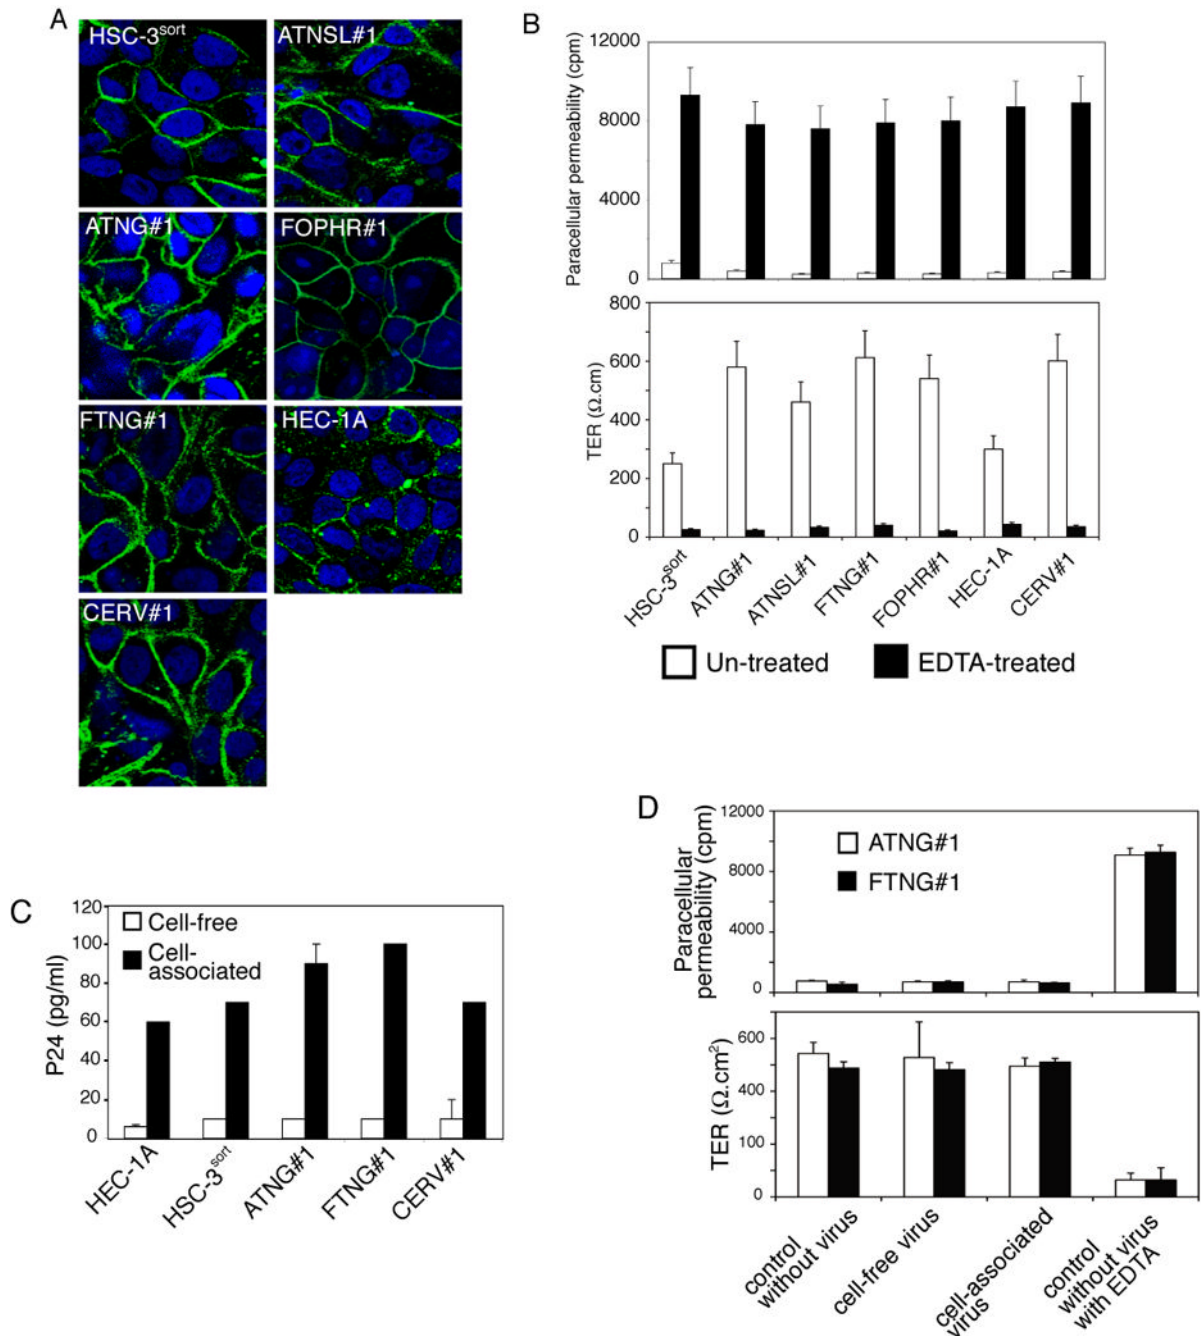 A
HSC-3sort
ATNSL#1
ATNG#1
FOPHR#1
FTNG#1
HEC-1A
CERV#1
B
Paracellular permeability (cpm)
12000
8000
4000
0
TER (Ω.cm)
800
600
400
200
0
HSC-3sort
ATNG#1
ATNSL#1
FTNG#1
FOPHR#1
HEC-1A
CERV#1
Un-treated
EDTA-treated
C
P24 (pg/ml)
120
100
80
60
40
20
0
Cell-free
Cell-
associated
HEC-1A
HSC-3sort
ATNG#1
FTNG#1
CERV#1
D
Paracellular
permeability (cpm)
12000
8000
4000
0
ATNG#1
FTNG#1
TER (Ω.cm²)
600
400
100
0
control
without virus
cell-free virus
cell-associated
virus
control
without virus
with EDTA